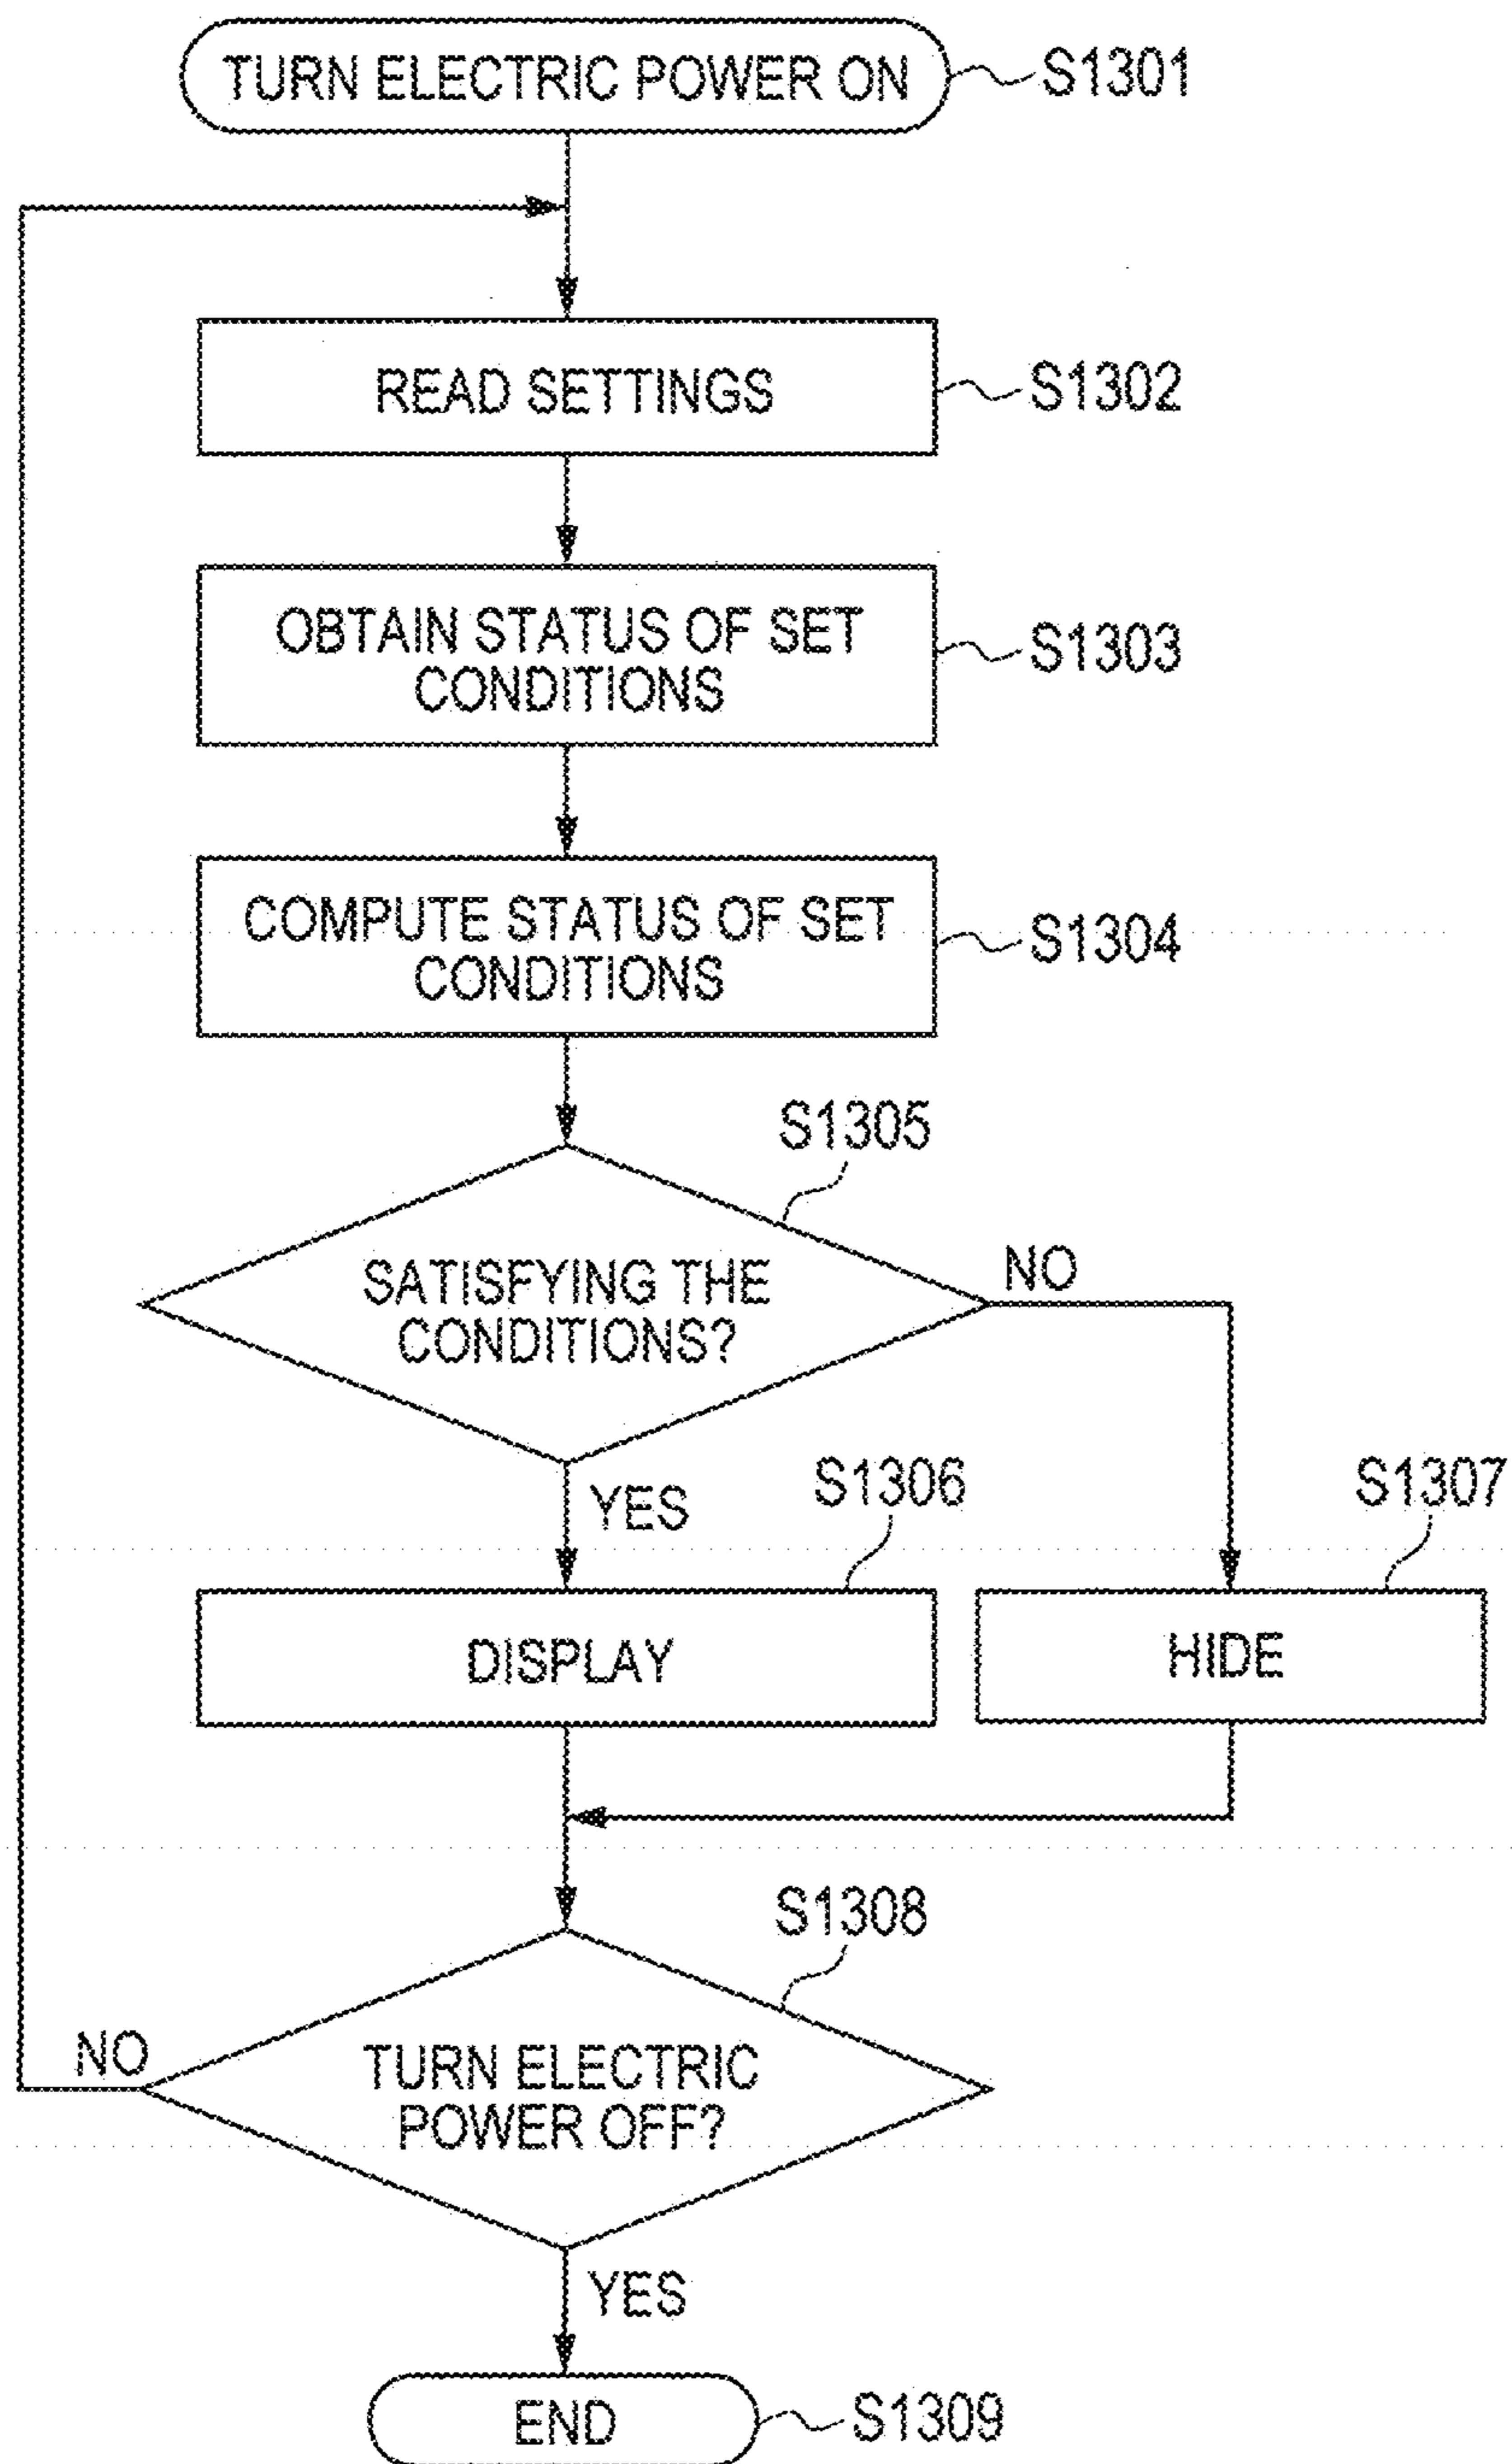 TURN ELECTRIC POWER ON
S1301
READ SETTINGS
S1302
OBTAIN STATUS OF SET
CONDITIONS
S1303
COMPUTE STATUS OF SET
CONDITIONS
S1304
S1305
SATISFYING THE
CONDITIONS?
NO
YES
S1306
S1307
DISPLAY
HIDE
S1308
NO
TURN ELECTRIC
POWER OFF?
YES
END
S1309